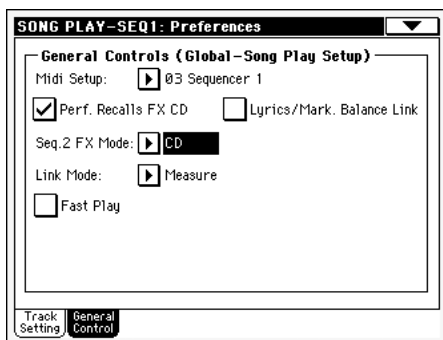 SONG PLAY-SEQ1: Preferences
General Controls (Global-Song Play Setup)
Midi Setup: 03 Sequencer 1
Perf. Recalls FX CD Lyrics/Mark. Balance Link
Seq.2 FX Mode: CD
Link Mode: Measure
Fast Play
Track Setting General Control